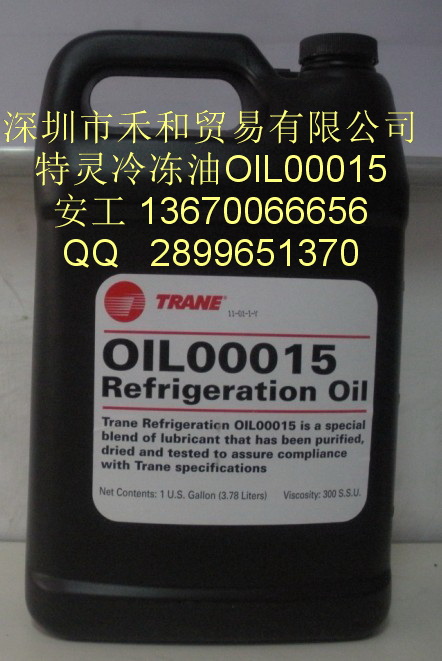 深圳市禾和贸易有限公司
特灵冷冻油OIL00015
安工 13670066656
QQ 2899651370
TRANE®
11-01-1-Y
OIL00015
Refrigeration Oil
Trane Refrigeration OIL00015 is a special
blend of lubricant that has been purified,
dried and tested to assure compliance
with Trane specifications
Net Contents: 1 U.S. Gallon (3.78 Liters) Viscosity: 300 S.S.U.